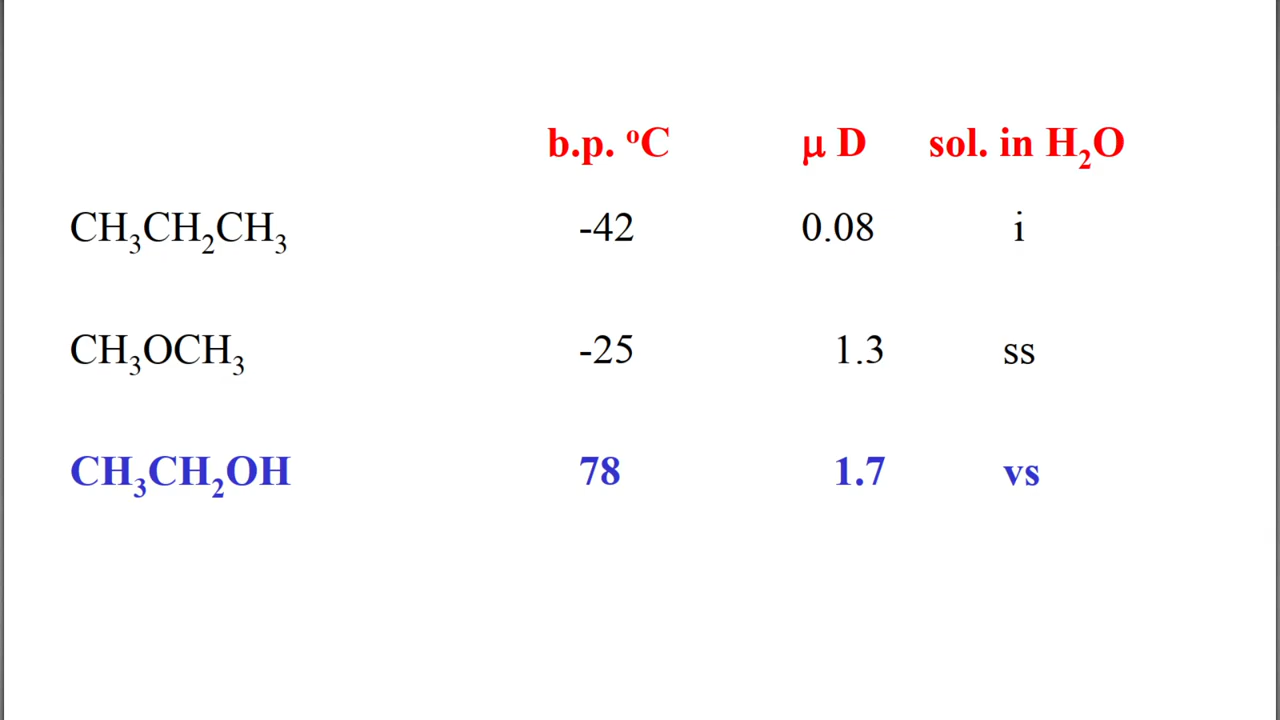 b.p. °C μ D sol. in H₂O
CH₃CH₂CH₃ -42 0.08 i
CH₃OCH₃ -25 1.3 ss
CH₃CH₂OH 78 1.7 vs